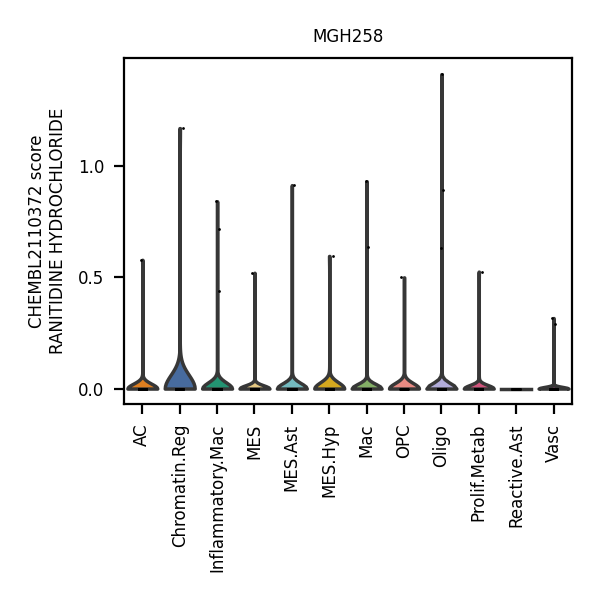 MGH258
CHEMBL2110372 score
RANITIDINE HYDROCHLORIDE
1.0
0.5
0.0
AC
Chromatin.Reg
Inflammatory.Mac
MES
MES.Ast
MES.Hyp
Mac
OPC
Oligo
Prolif.Metab
Reactive.Ast
Vasc